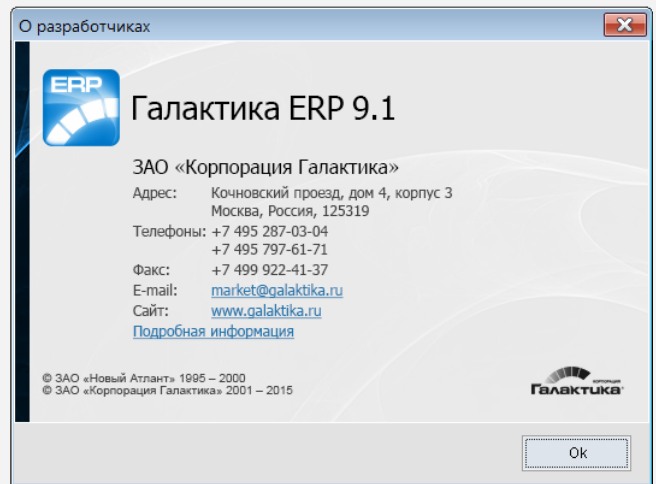 О разработчиках
ERP
Галактика ERP 9.1
ЗАО «Корпорация Галактика»
Адрес: Кочновский проезд, дом 4, корпус 3
Москва, Россия, 125319
Телефоны: +7 495 287-03-04
+7 495 797-61-71
Факс: +7 499 922-41-37
E-mail: market@galaktika.ru
Сайт: www.galaktika.ru
Подробная информация
© ЗАО «Новый Атлант» 1995 – 2000
© ЗАО «Корпорация Галактика» 2001 – 2015
корпорация
Галактика
Ok